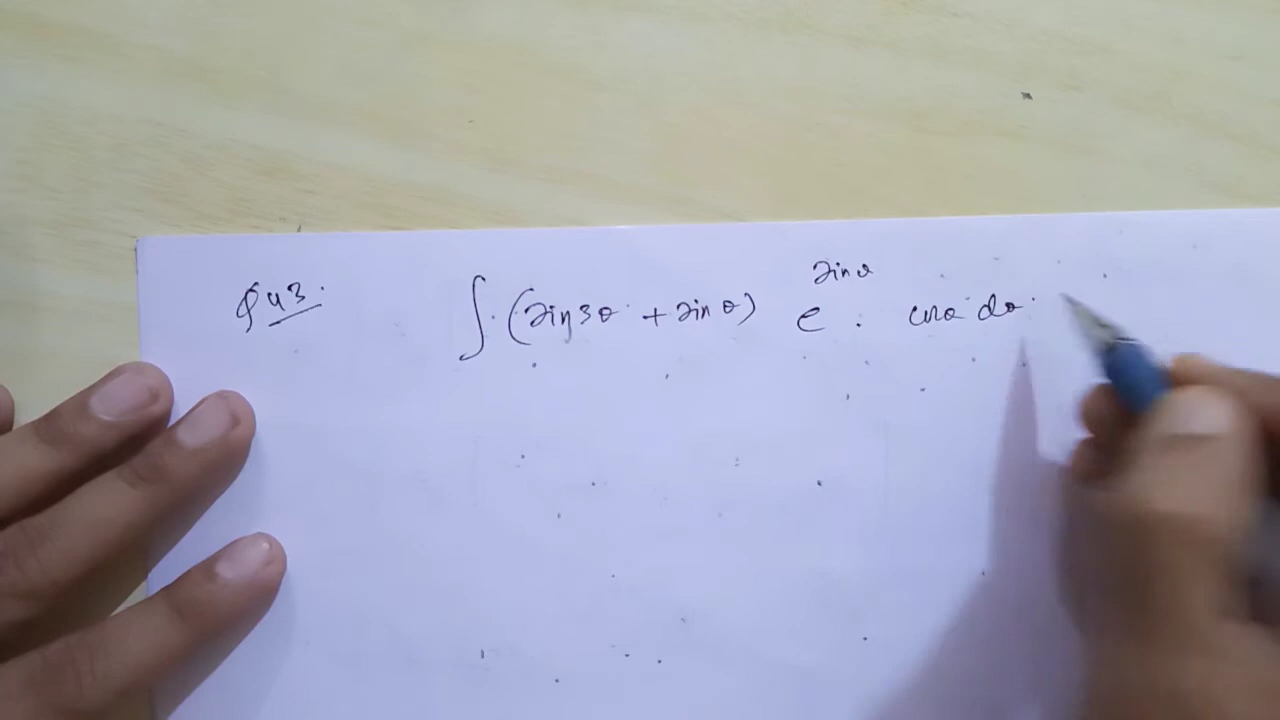 Q43. ∫ (sin3θ + sinθ) e^sinθ . cosθ dθ